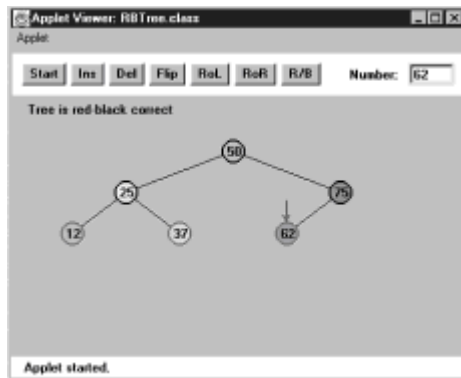 Applet Viewer: RBTree.class
Applet
Start Ins Del Flip RoL RoR R/B Number: 62
Tree is red-black correct
50
25 75
12 37 62
Applet started.